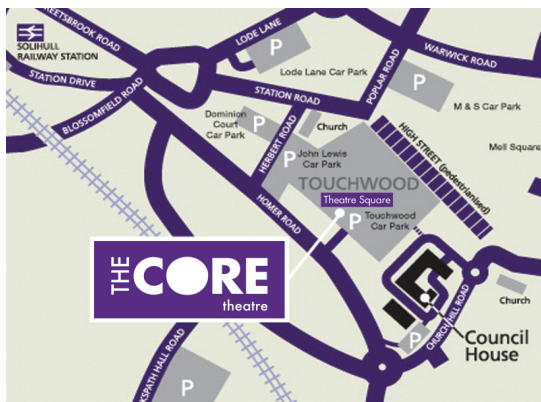 REETSBROOK ROAD
SOLIHULL
RAILWAY STATION
STATION DRIVE
BLOSSOMFIELD ROAD
LODE LANE
P
Lode Lane Car Park
WARWICK ROAD
POPLAR ROAD
P
M & S Car Park
STATION ROAD
Dominion
Court
Car Park
P
Church
HERBERT ROAD
P
John Lewis
Car Park
HIGH STREET (pedestrianised)
Mell Square
TOUCHWOOD
Theatre Square
HOMER ROAD
P
Touchwood
Car Park
THE
CORE
theatre
Church
CHURCH HILL ROAD
P
Council
House
KSPATH HALL ROAD
P